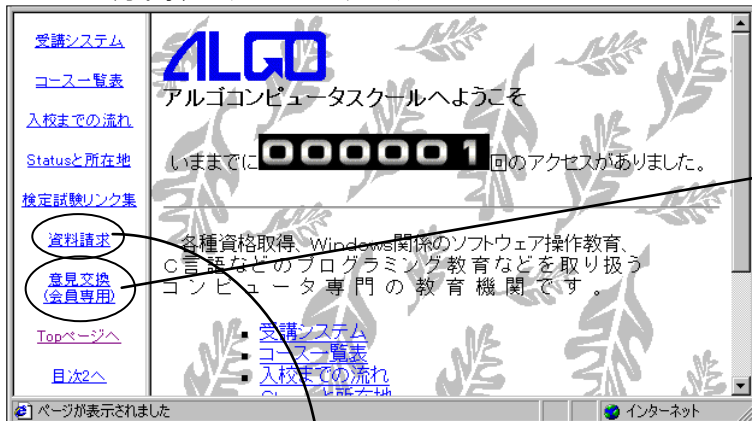 受講システム
コース一覧表
入校までの流れ
Statusと所在地
検定試験リンク集
資料請求
意見交換
(会員専用)
Topページへ
目次2へ
ALGO
アルゴコンピュータスクールへようこそ
いままでに000001回のアクセスがありました。
各種資格取得、Windows関係のソフトウェア操作教育、
C言語などのプログラミング教育などを取り扱う
コンピュータ専門の教育機関です。
受講システム
コース一覧表
入校までの流れ
Statusと所在地
ページが表示されました
インターネット